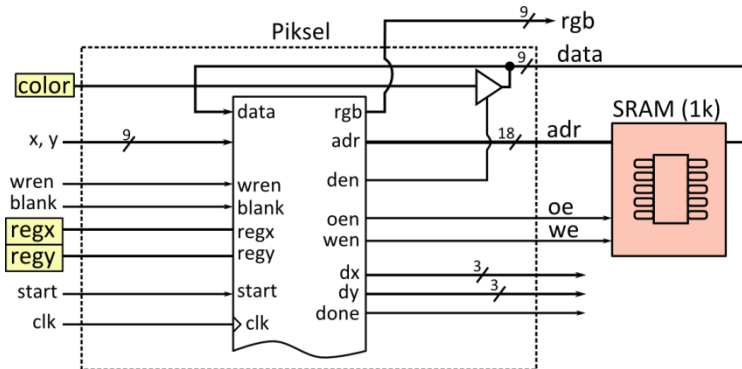 9
rgb
Piksel
9
data
color
data
rgb
SRAM (1k)
x, y
9
adr
18
adr
wren
wren
den
blank
blank
regx
regx
oen
oe
regy
regy
wen
we
dx
3
start
start
dy
3
done
clk
clk